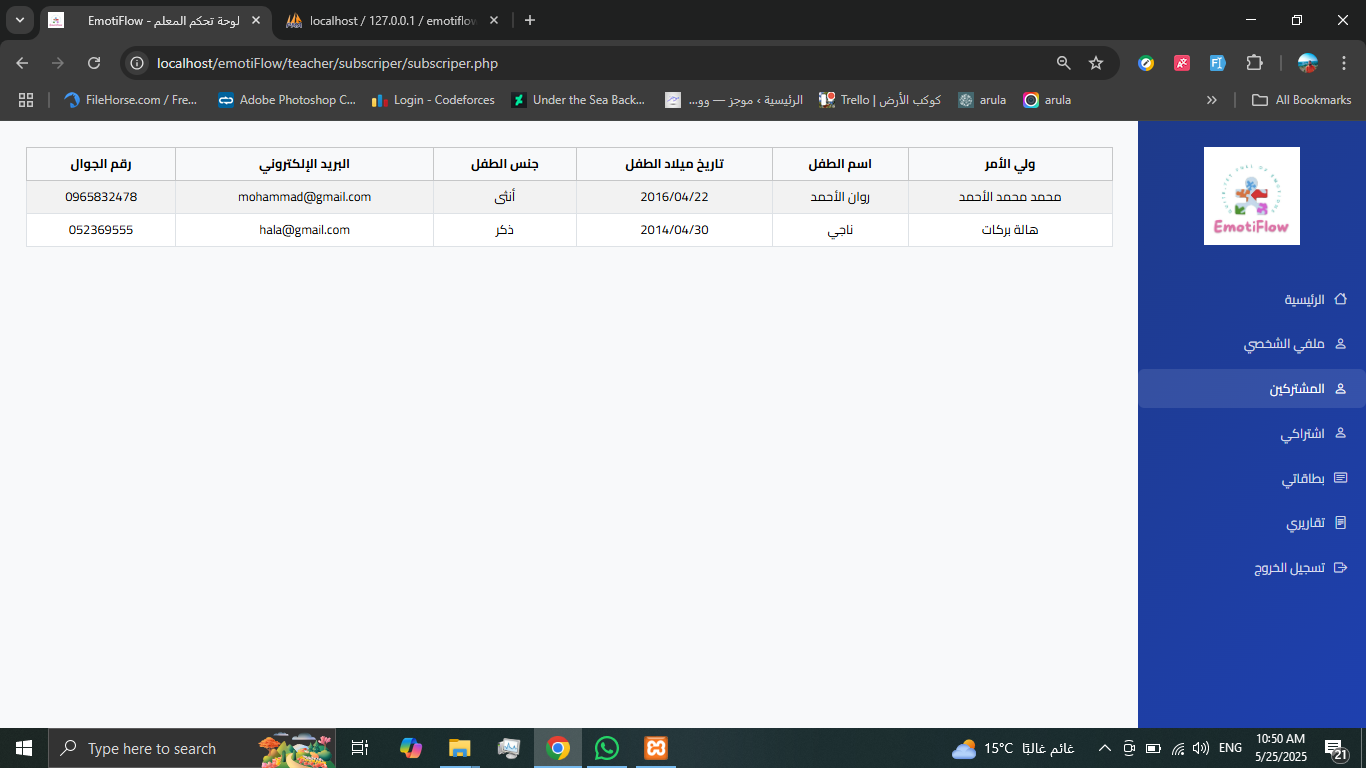 EmotiFlow - لوحة تحكم المعلم
localhost / 127.0.0.1 / emotiflow
localhost/emotiFlow/teacher/subscriper/subscriper.php
FileHorse.com / Fre...
Adobe Photoshop C...
Login - Codeforces
Under the Sea Back...
الرئيسية › موجز — وو...
Trello | كوكب الأرض
arula
arula
All Bookmarks
ولي الأمر
اسم الطفل
تاريخ ميلاد الطفل
جنس الطفل
البريد الإلكتروني
رقم الجوال
محمد محمد الأحمد
روان الأحمد
2016/04/22
أنثى
mohammad@gmail.com
0965832478
هالة بركات
ناجي
2014/04/30
ذكر
hala@gmail.com
052369555
EmotiFlow
الرئيسية
ملفي الشخصي
المشتركين
اشتراكي
بطاقاتي
تقاريري
تسجيل الخروج
Type here to search
15°C غائم غالبًا
ENG
10:50 AM
5/25/2025
21